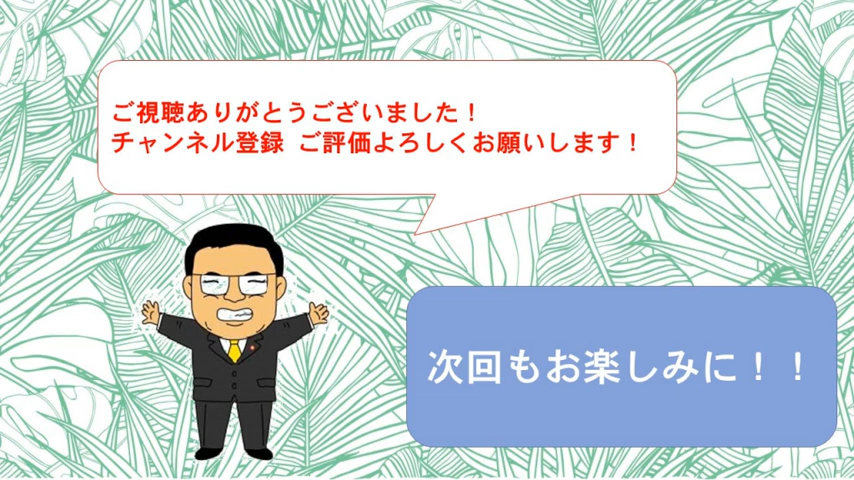 ご視聴ありがとうございました！
チャンネル登録 ご評価よろしくお願いします！
次回もお楽しみに！！